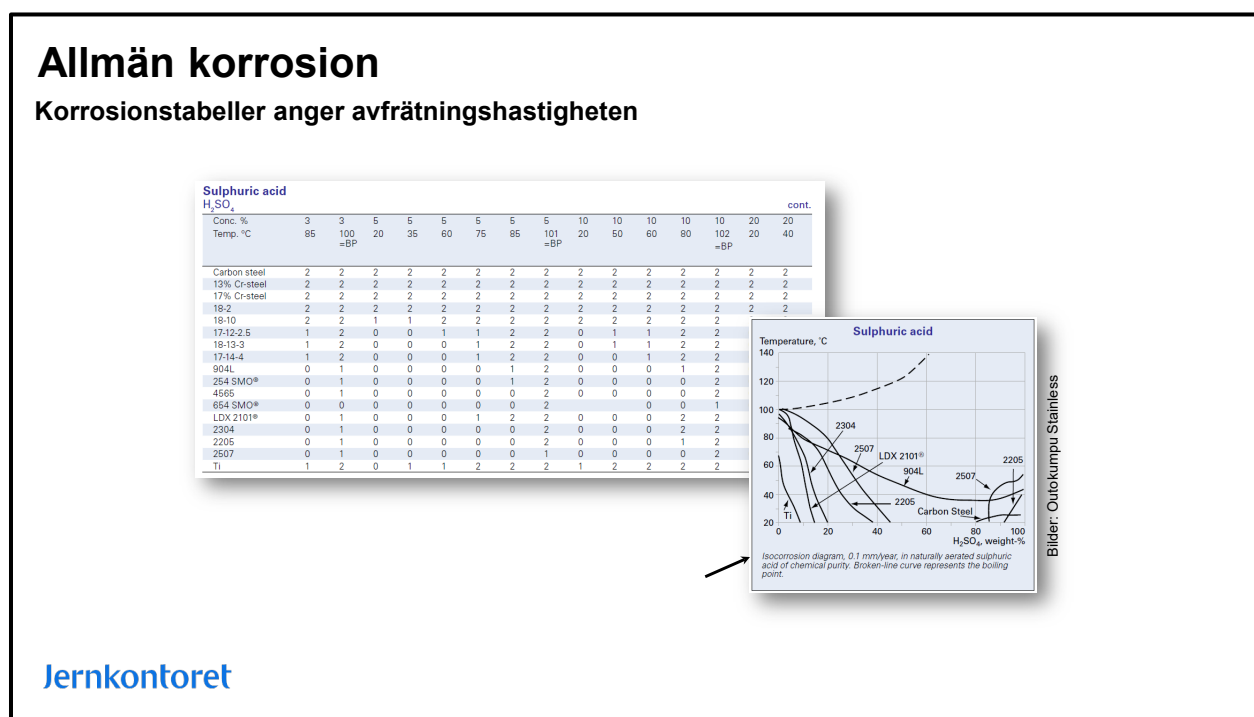 Allmän korrosion
Korrosionstabeller anger avfrätningshastigheten
Sulphuric acid
H₂SO₄ cont.
Conc. % 3 3 5 5 5 5 5 5 10 10 10 10 10 20 20
Temp. °C 85 100 20 35 60 75 85 101 20 50 60 80 102 20 40
=BP =BP =BP
Carbon steel 2 2 2 2 2 2 2 2 2 2 2 2 2 2 2
13% Cr-steel 2 2 2 2 2 2 2 2 2 2 2 2 2 2 2
17% Cr-steel 2 2 2 2 2 2 2 2 2 2 2 2 2 2 2
18-2 2 2 2 2 2 2 2 2 2 2 2 2 2 2 2
18-10 2 2 1 1 2 2 2 2 2 2 2 2 2
17-12-2.5 1 2 0 0 1 1 2 2 0 1 1 2 2
18-13-3 1 2 0 0 0 1 2 2 0 1 1 2 2
17-14-4 1 2 0 0 0 1 2 2 0 0 1 2 2
904L 0 1 0 0 0 0 1 2 0 0 0 1 2
254 SMO® 0 1 0 0 0 0 1 2 0 0 0 0 2
4565 0 1 0 0 0 0 0 2 0 0 0 0 2
654 SMO® 0 0 0 0 0 0 0 2 0 0 1
LDX 2101® 0 1 0 0 0 1 2 2 0 0 0 2 2
2304 0 1 0 0 0 0 0 2 0 0 0 2 2
2205 0 1 0 0 0 0 0 2 0 0 0 1 2
2507 0 1 0 0 0 0 0 1 0 0 0 0 2
Ti 1 2 0 1 1 2 2 2 1 2 2 2 2
Sulphuric acid
Temperature, °C
140
120
100
80
60
40
20
2304
2507
LDX 2101®
904L
2205
2507
2205
Carbon Steel
Ti
0 20 40 60 80 100
H₂SO₄, weight-%
Isocorrosion diagram, 0.1 mm/year, in naturally aerated sulphuric
acid of chemical purity. Broken-line curve represents the boiling
point.
Bilder: Outokumpu Stainless
Jernkontoret